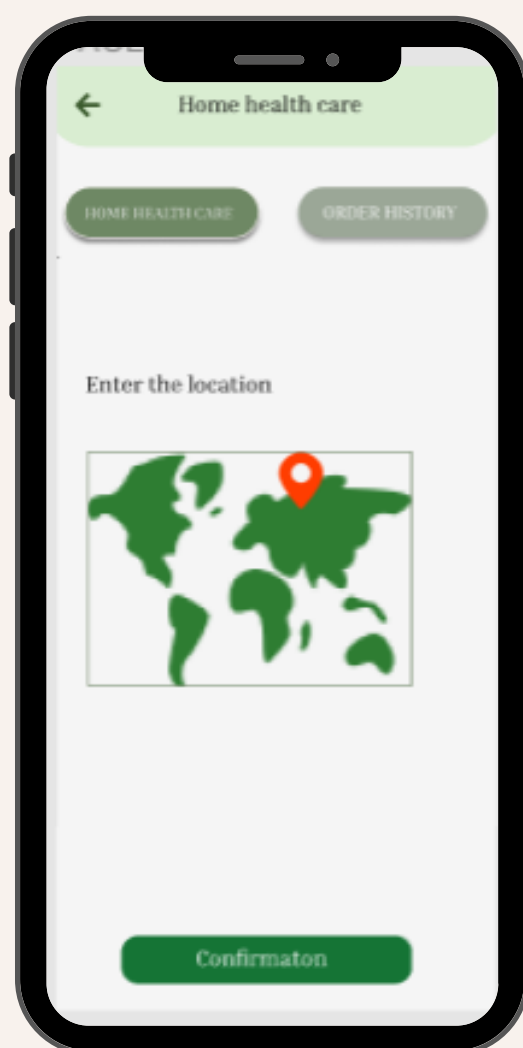 Home health care
HOME HEALTH CARE
ORDER HISTORY
Enter the location
Confirmaton